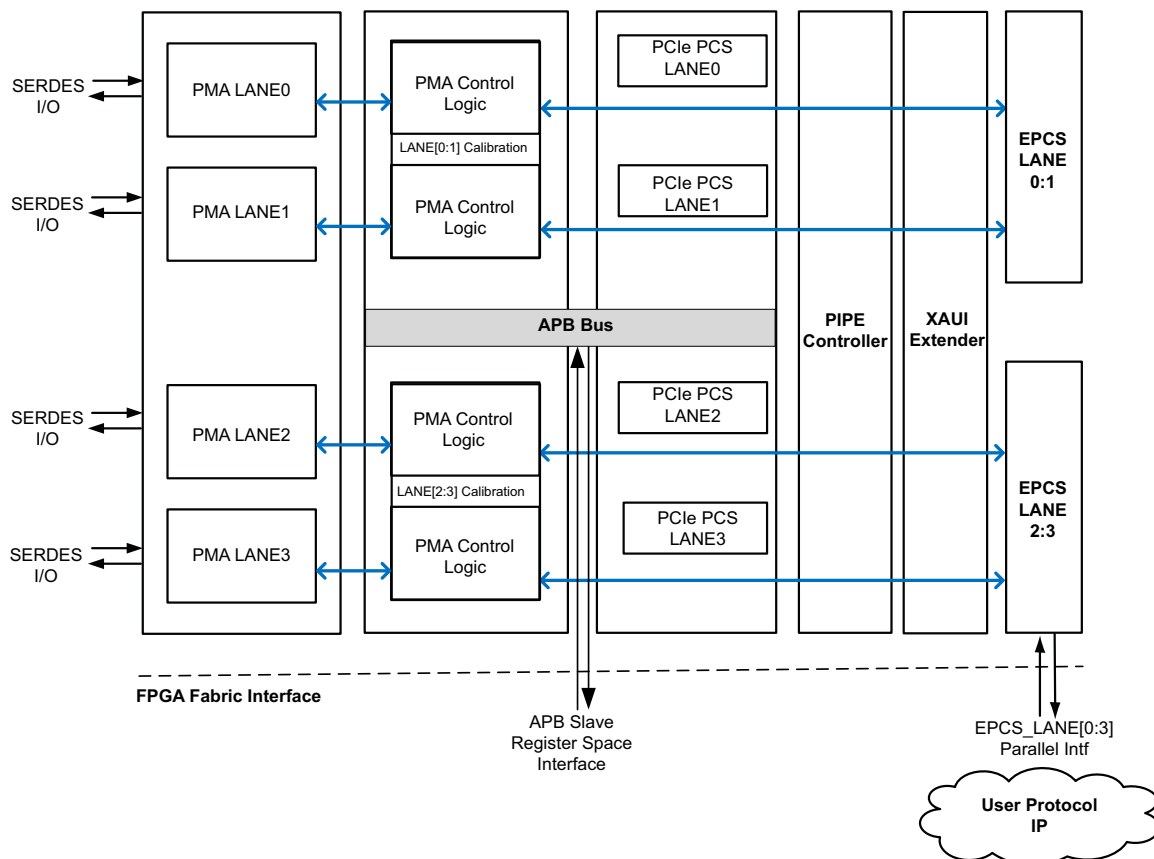 SERDES
I/O
PMA LANE0
PMA Control
Logic
PCIe PCS
LANE0
LANE[0:1] Calibration
EPCS
LANE
0:1
SERDES
I/O
PMA LANE1
PMA Control
Logic
PCIe PCS
LANE1
APB Bus
PIPE
Controller
XAUI
Extender
SERDES
I/O
PMA LANE2
PMA Control
Logic
PCIe PCS
LANE2
LANE[2:3] Calibration
EPCS
LANE
2:3
SERDES
I/O
PMA LANE3
PMA Control
Logic
PCIe PCS
LANE3
FPGA Fabric Interface
APB Slave
Register Space
Interface
EPCS_LANE[0:3]
Parallel Intf
User Protocol
IP